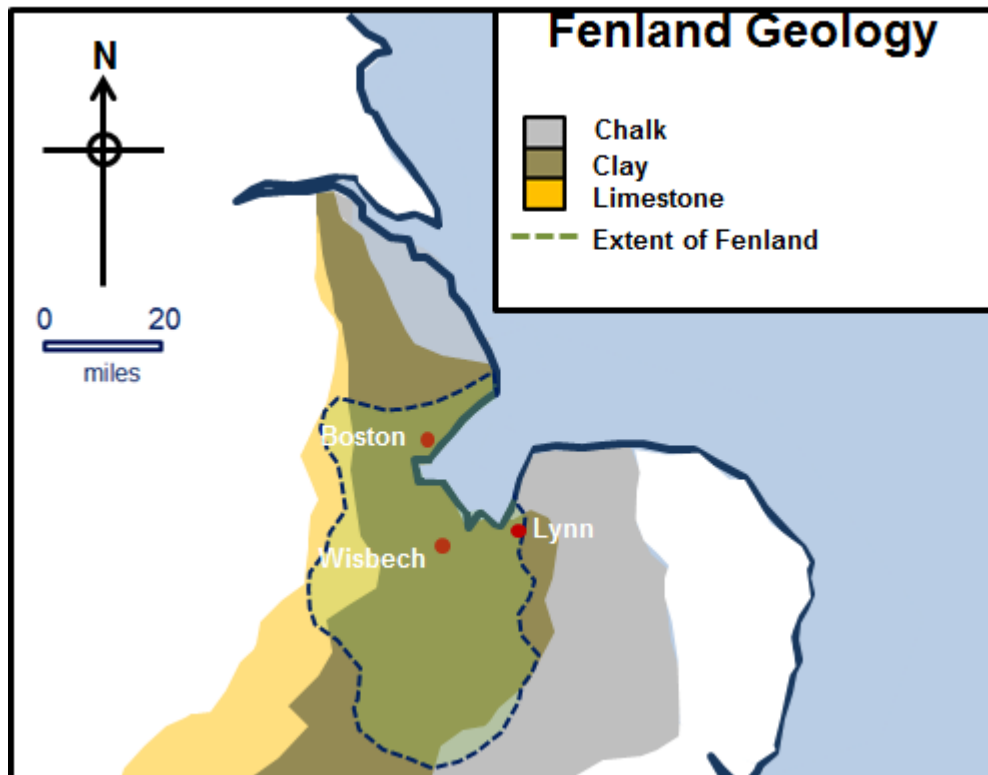 Fenland Geology
N
Chalk
Clay
Limestone
Extent of Fenland
0 20
miles
Boston
Lynn
Wisbech